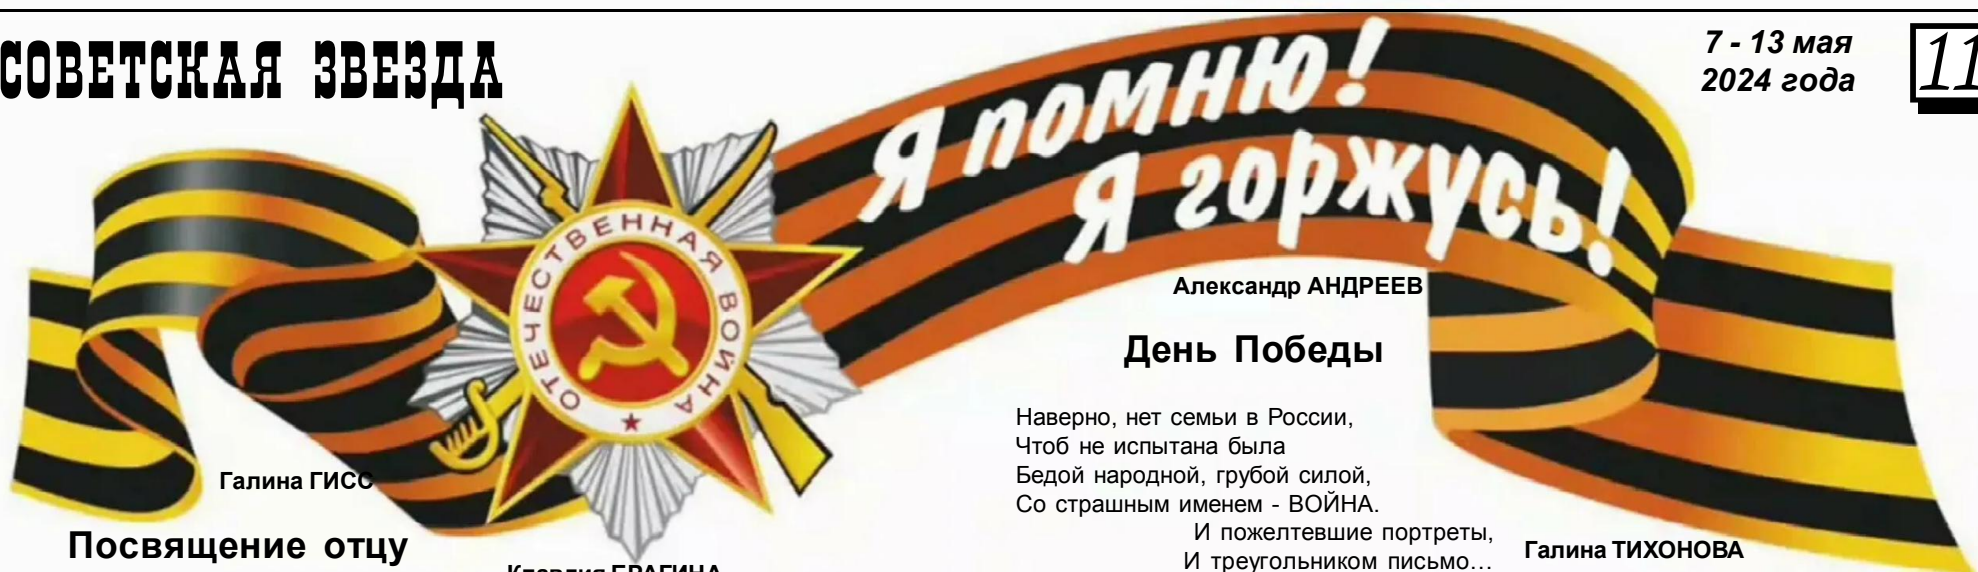 СОВЕТСКАЯ ЗВЕЗДА
7 - 13 мая
2024 года
11
Я помню!
Я горжусь!
ОТЕЧЕСТВЕННАЯ ВОЙНА
Галина ГИСС
Посвящение отцу
Клавдия БРАГИНА
Александр АНДРЕЕВ
День Победы
Наверно, нет семьи в России,
Чтоб не испытана была
Бедой народной, грубой силой,
Со страшным именем - ВОЙНА.
И пожелтевшие портреты,
И треугольником письмо...
Галина ТИХОНОВА